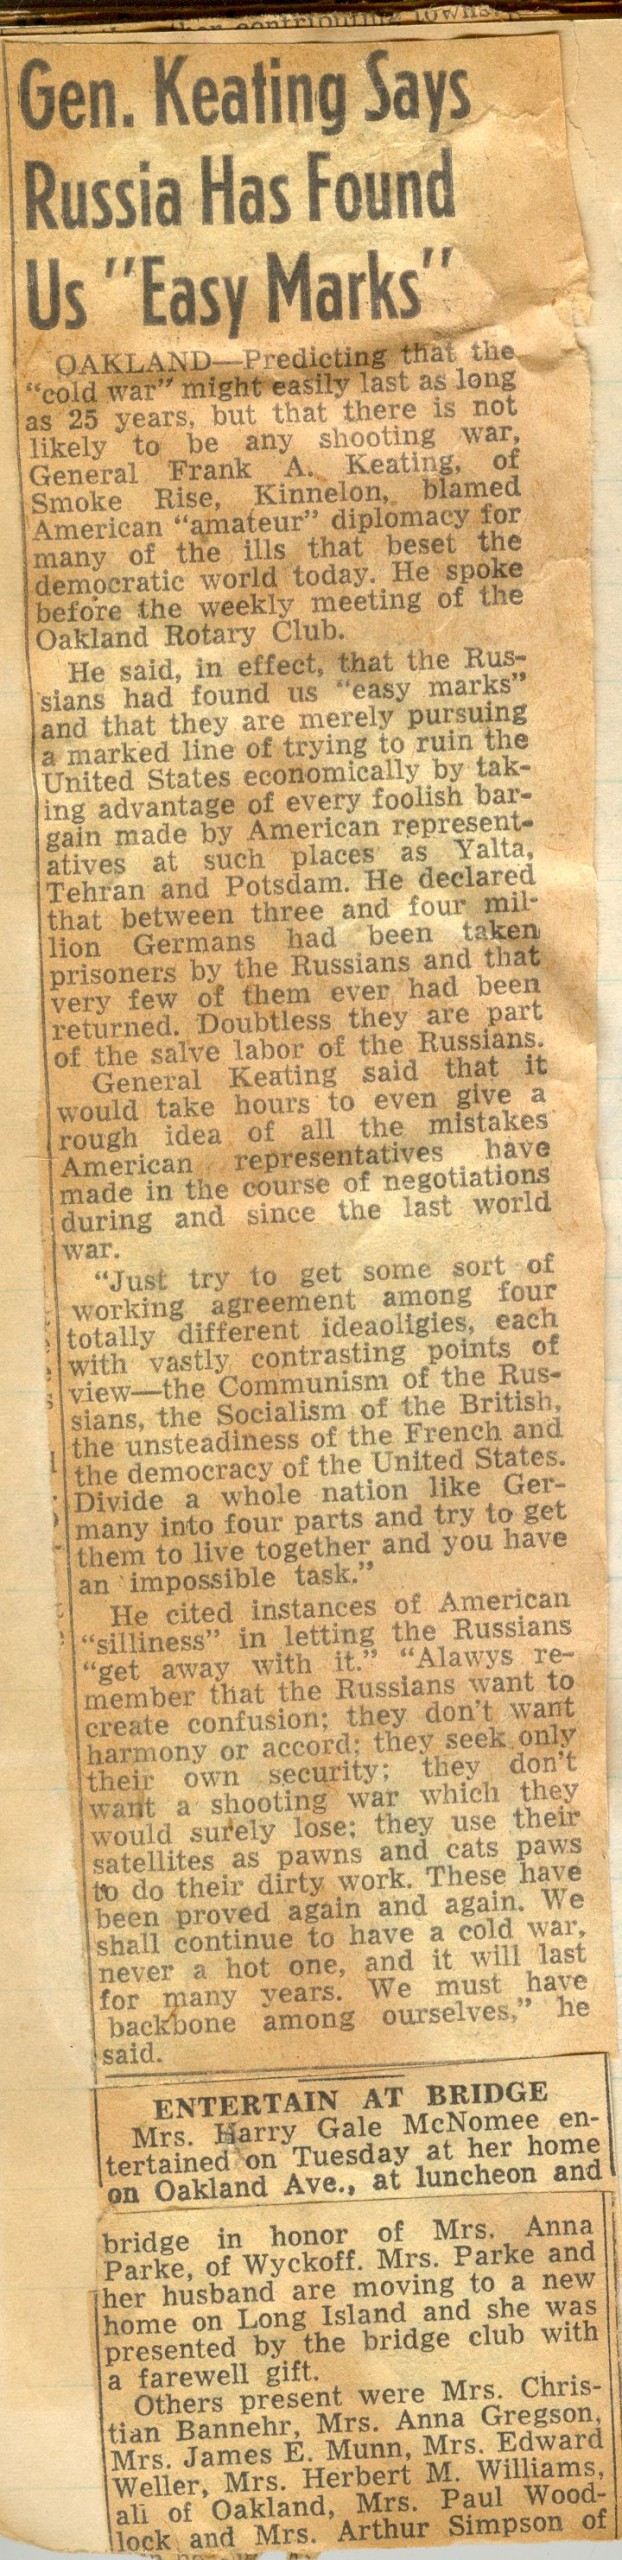 contributing towns.
Gen. Keating Says
Russia Has Found
Us "Easy Marks"
OAKLAND—Predicting that the
"cold war" might easily last as long
as 25 years, but that there is not
likely to be any shooting war,
General Frank A. Keating, of
Smoke Rise, Kinnelon, blamed
American "amateur" diplomacy for
many of the ills that beset the
democratic world today. He spoke
before the weekly meeting of the
Oakland Rotary Club.
He said, in effect, that the Rus-
sians had found us "easy marks"
and that they are merely pursuing
a marked line of trying to ruin the
United States economically by tak-
ing advantage of every foolish bar-
gain made by American represent-
atives at such places as Yalta,
Tehran and Potsdam. He declared
that between three and four mil-
lion Germans had been taken
prisoners by the Russians and that
very few of them ever had been
returned. Doubtless they are part
of the salve labor of the Russians.
General Keating said that it
would take hours to even give a
rough idea of all the mistakes
American representatives have
made in the course of negotiations
during and since the last world
war.
"Just try to get some sort of
working agreement among four
totally different ideaoligies, each
with vastly contrasting points of
view—the Communism of the Rus-
sians, the Socialism of the British,
the unsteadiness of the French and
the democracy of the United States.
Divide a whole nation like Ger-
many into four parts and try to get
them to live together and you have
an impossible task."
He cited instances of American
"silliness" in letting the Russians
"get away with it." "Alawys re-
member that the Russians want to
create confusion; they don't want
harmony or accord; they seek only
their own security; they don't
want a shooting war which they
would surely lose; they use their
satellites as pawns and cats paws
to do their dirty work. These have
been proved again and again. We
shall continue to have a cold war,
never a hot one, and it will last
for many years. We must have
backbone among ourselves," he
said.
ENTERTAIN AT BRIDGE
Mrs. Harry Gale McNomee en-
tertained on Tuesday at her home
on Oakland Ave., at luncheon and
bridge in honor of Mrs. Anna
Parke, of Wyckoff. Mrs. Parke and
her husband are moving to a new
home on Long Island and she was
presented by the bridge club with
a farewell gift.
Others present were Mrs. Chris-
tian Bannehr, Mrs. Anna Gregson,
Mrs. James E. Munn, Mrs. Edward
Weller, Mrs. Herbert M. Williams,
all of Oakland, Mrs. Paul Wood-
lock and Mrs. Arthur Simpson of